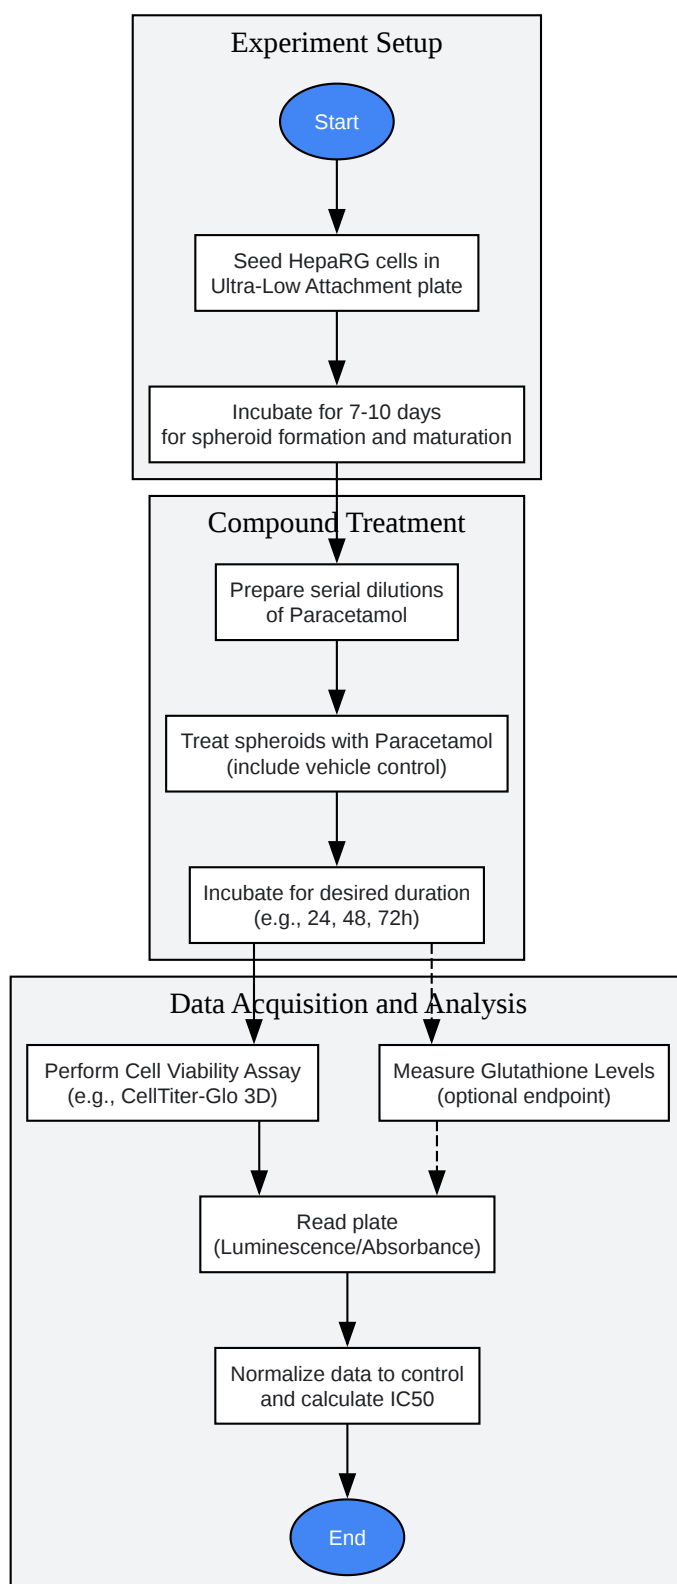 Experiment Setup
Start
Seed HepaRG cells in
Ultra-Low Attachment plate
Incubate for 7-10 days
for spheroid formation and maturation
Compound Treatment
Prepare serial dilutions
of Paracetamol
Treat spheroids with Paracetamol
(include vehicle control)
Incubate for desired duration
(e.g., 24, 48, 72h)
Data Acquisition and Analysis
Perform Cell Viability Assay
(e.g., CellTiter-Glo 3D)
Measure Glutathione Levels
(optional endpoint)
Read plate
(Luminescence/Absorbance)
Normalize data to control
and calculate IC50
End